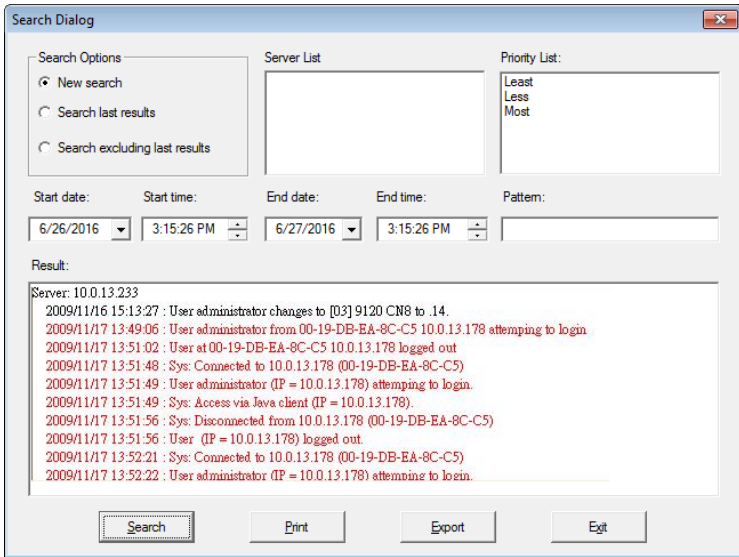 Search Dialog
Search Options
New search
Search last results
Search excluding last results
Server List
Priority List:
Least
Less
Most
Start date:
Start time:
End date:
End time:
Pattern:
6/26/2016
3:15:26 PM
6/27/2016
3:15:26 PM
Result:
Server: 10.0.13.233
2009/11/16 15:13:27 : User administrator changes to [03] 9120 CN8 to .14.
2009/11/17 13:49:06 : User administrator from 00-19-DB-EA-8C-C5 10.0.13.178 attemping to login
2009/11/17 13:51:02 : User at 00-19-DB-EA-8C-C5 10.0.13.178 logged out
2009/11/17 13:51:48 : Sys: Connected to 10.0.13.178 (00-19-DB-EA-8C-C5)
2009/11/17 13:51:49 : User administrator (IP = 10.0.13.178) attemping to login.
2009/11/17 13:51:49 : Sys: Access via Java client (IP = 10.0.13.178).
2009/11/17 13:51:56 : Sys: Disconnected from 10.0.13.178 (00-19-DB-EA-8C-C5)
2009/11/17 13:51:56 : User (IP = 10.0.13.178) logged out.
2009/11/17 13:52:21 : Sys: Connected to 10.0.13.178 (00-19-DB-EA-8C-C5)
2009/11/17 13:52:22 : User administrator (IP = 10.0.13.178) attemping to login.
Search
Print
Export
Exit